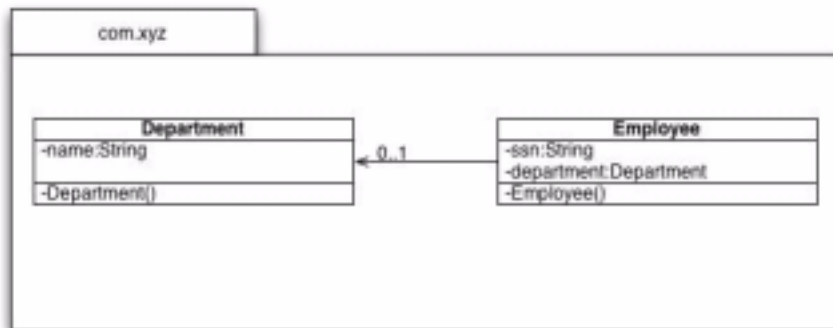 com.xyz
Department
-name:String
-Department()
0..1
Employee
-ssn:String
-department:Department
-Employee()